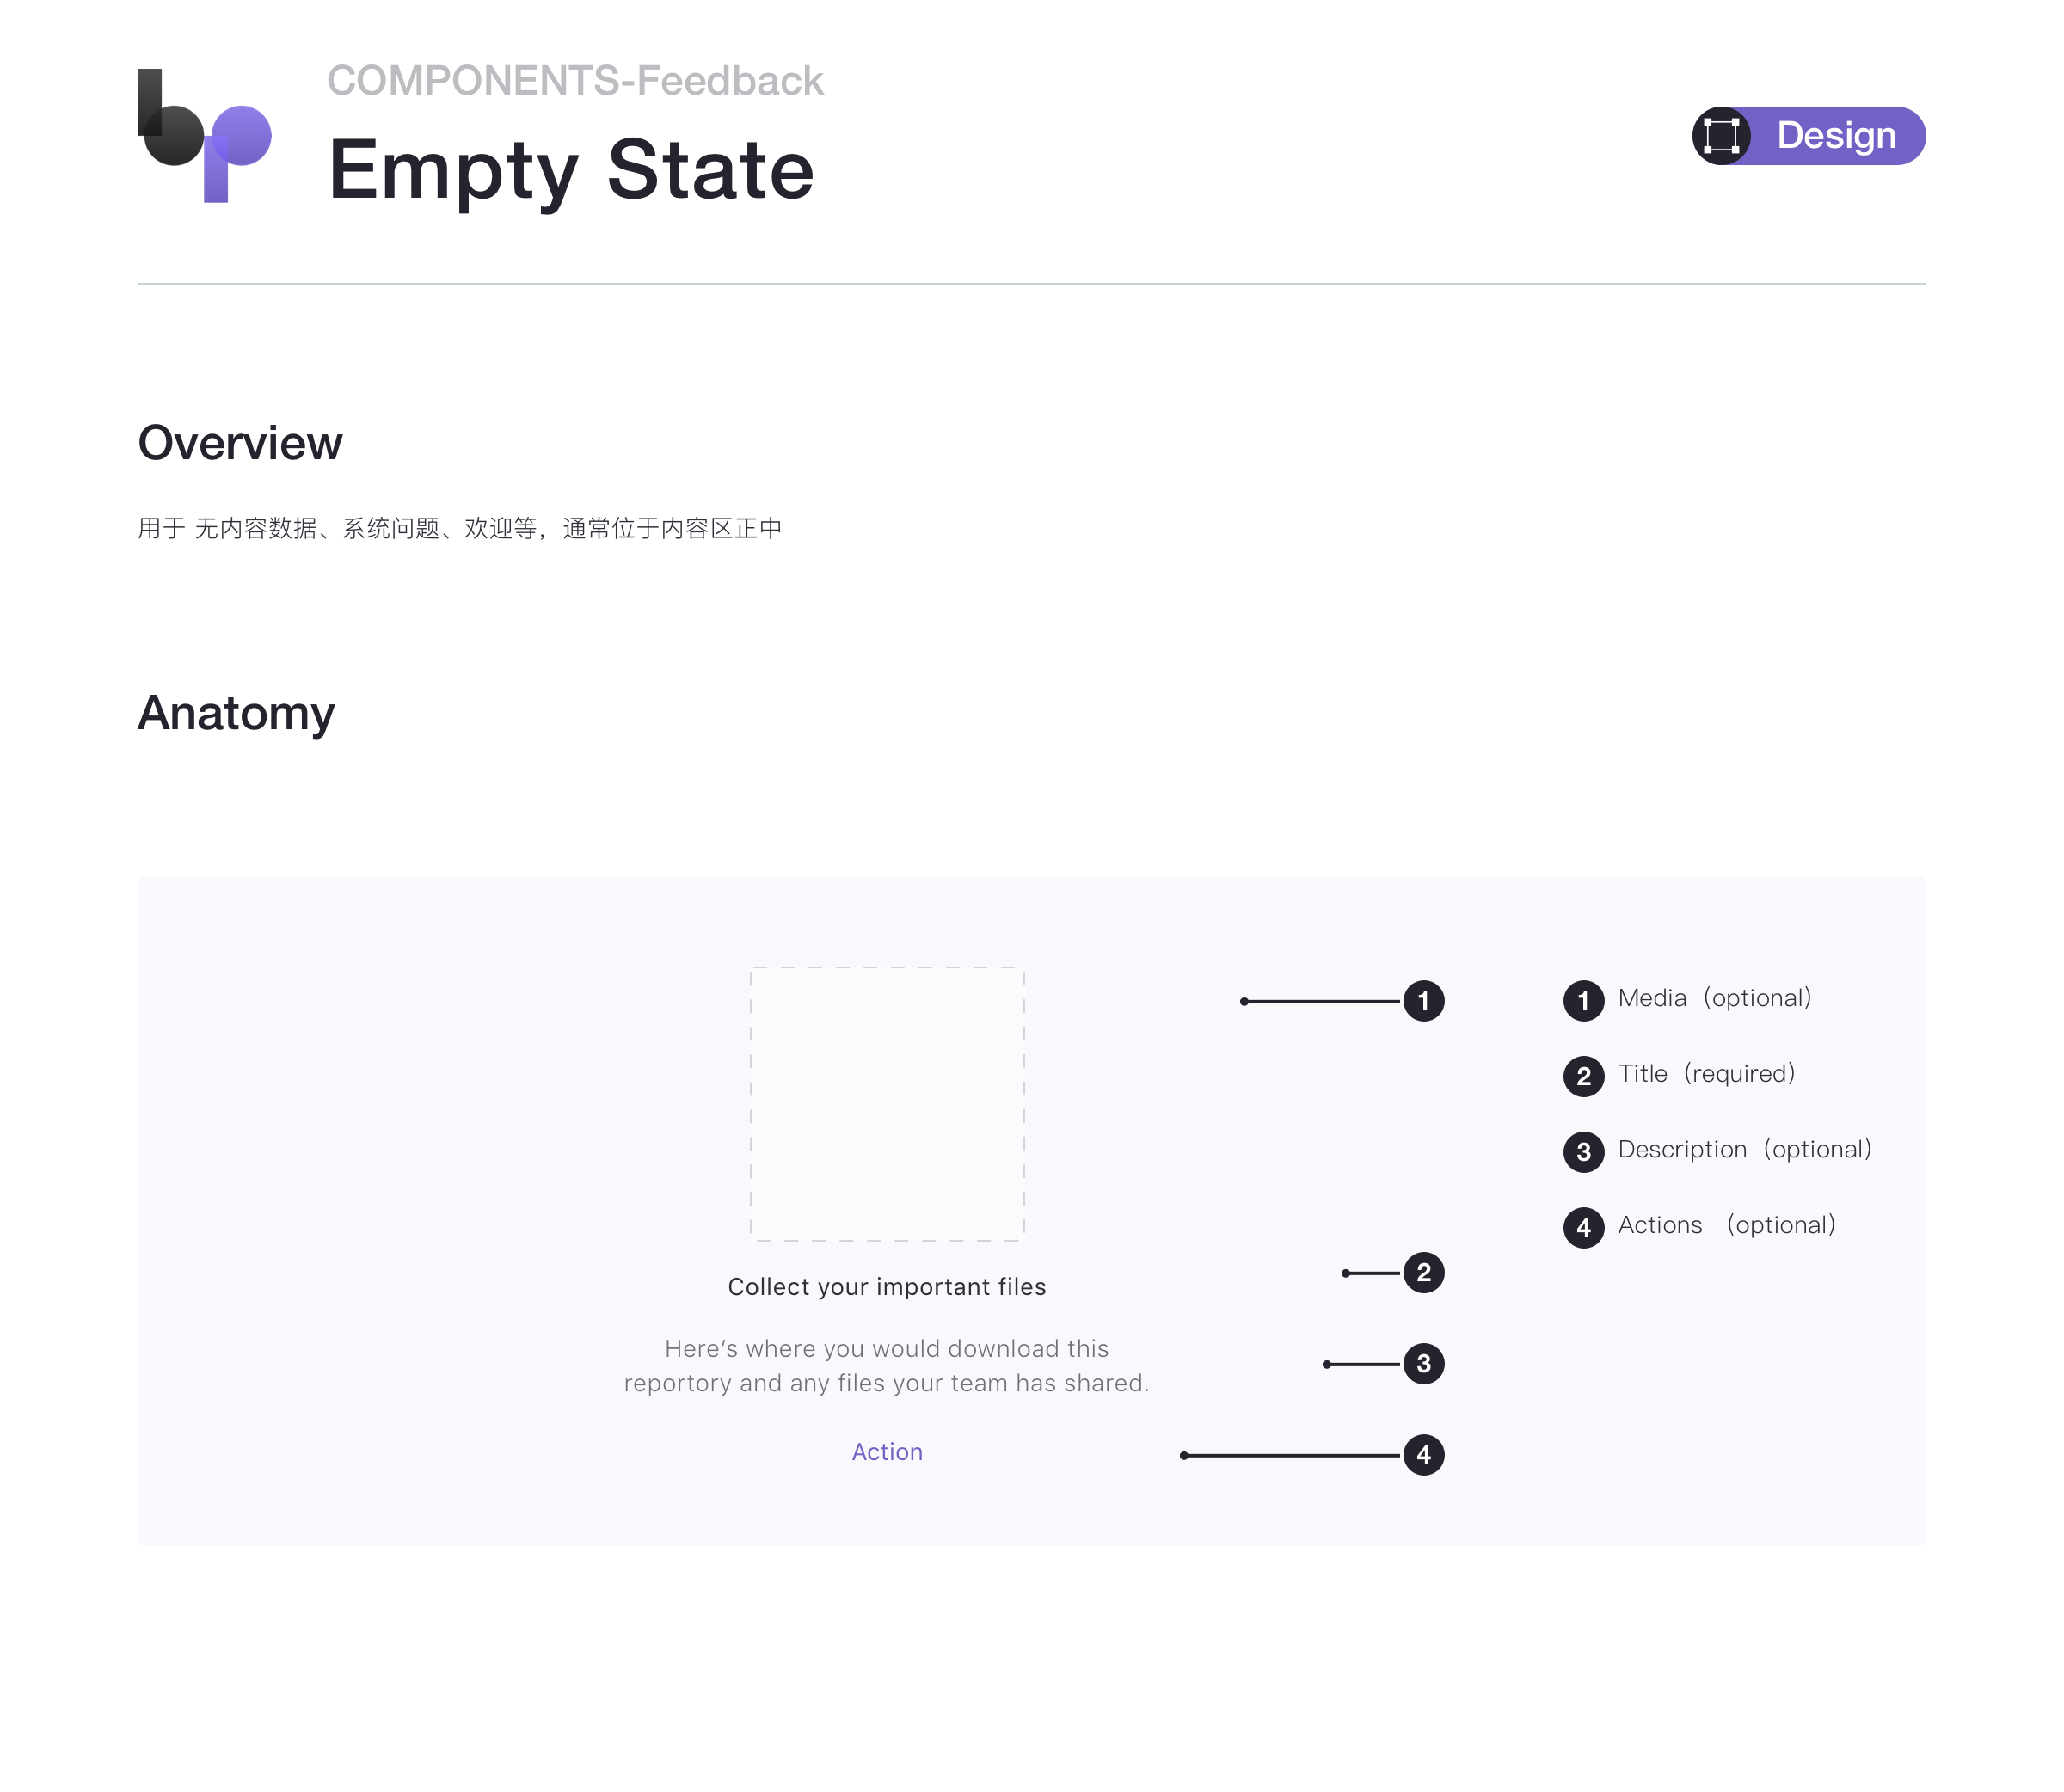 COMPONENTS-Feedback
Empty State
Design
Overview
用于 无内容数据、系统问题、欢迎等，通常位于内容区正中
Anatomy
1
1 Media（optional）
2 Title（required）
3 Description（optional）
4 Actions （optional）
Collect your important files
2
Here’s where you would download this
reportory and any files your team has shared.
3
Action
4